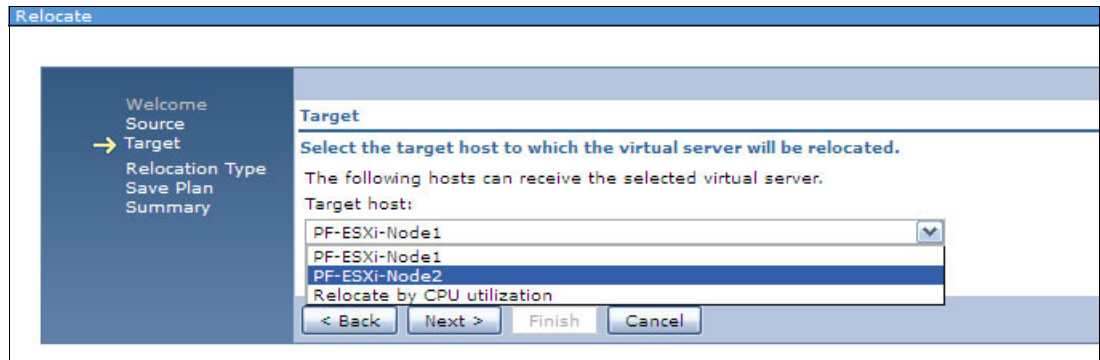 Relocate
Welcome
Source
Target
Relocation Type
Save Plan
Summary
Target
Select the target host to which the virtual server will be relocated.
The following hosts can receive the selected virtual server.
Target host:
PF-ESXi-Node1
PF-ESXi-Node1
PF-ESXi-Node2
Relocate by CPU utilization
< Back Next > Finish Cancel